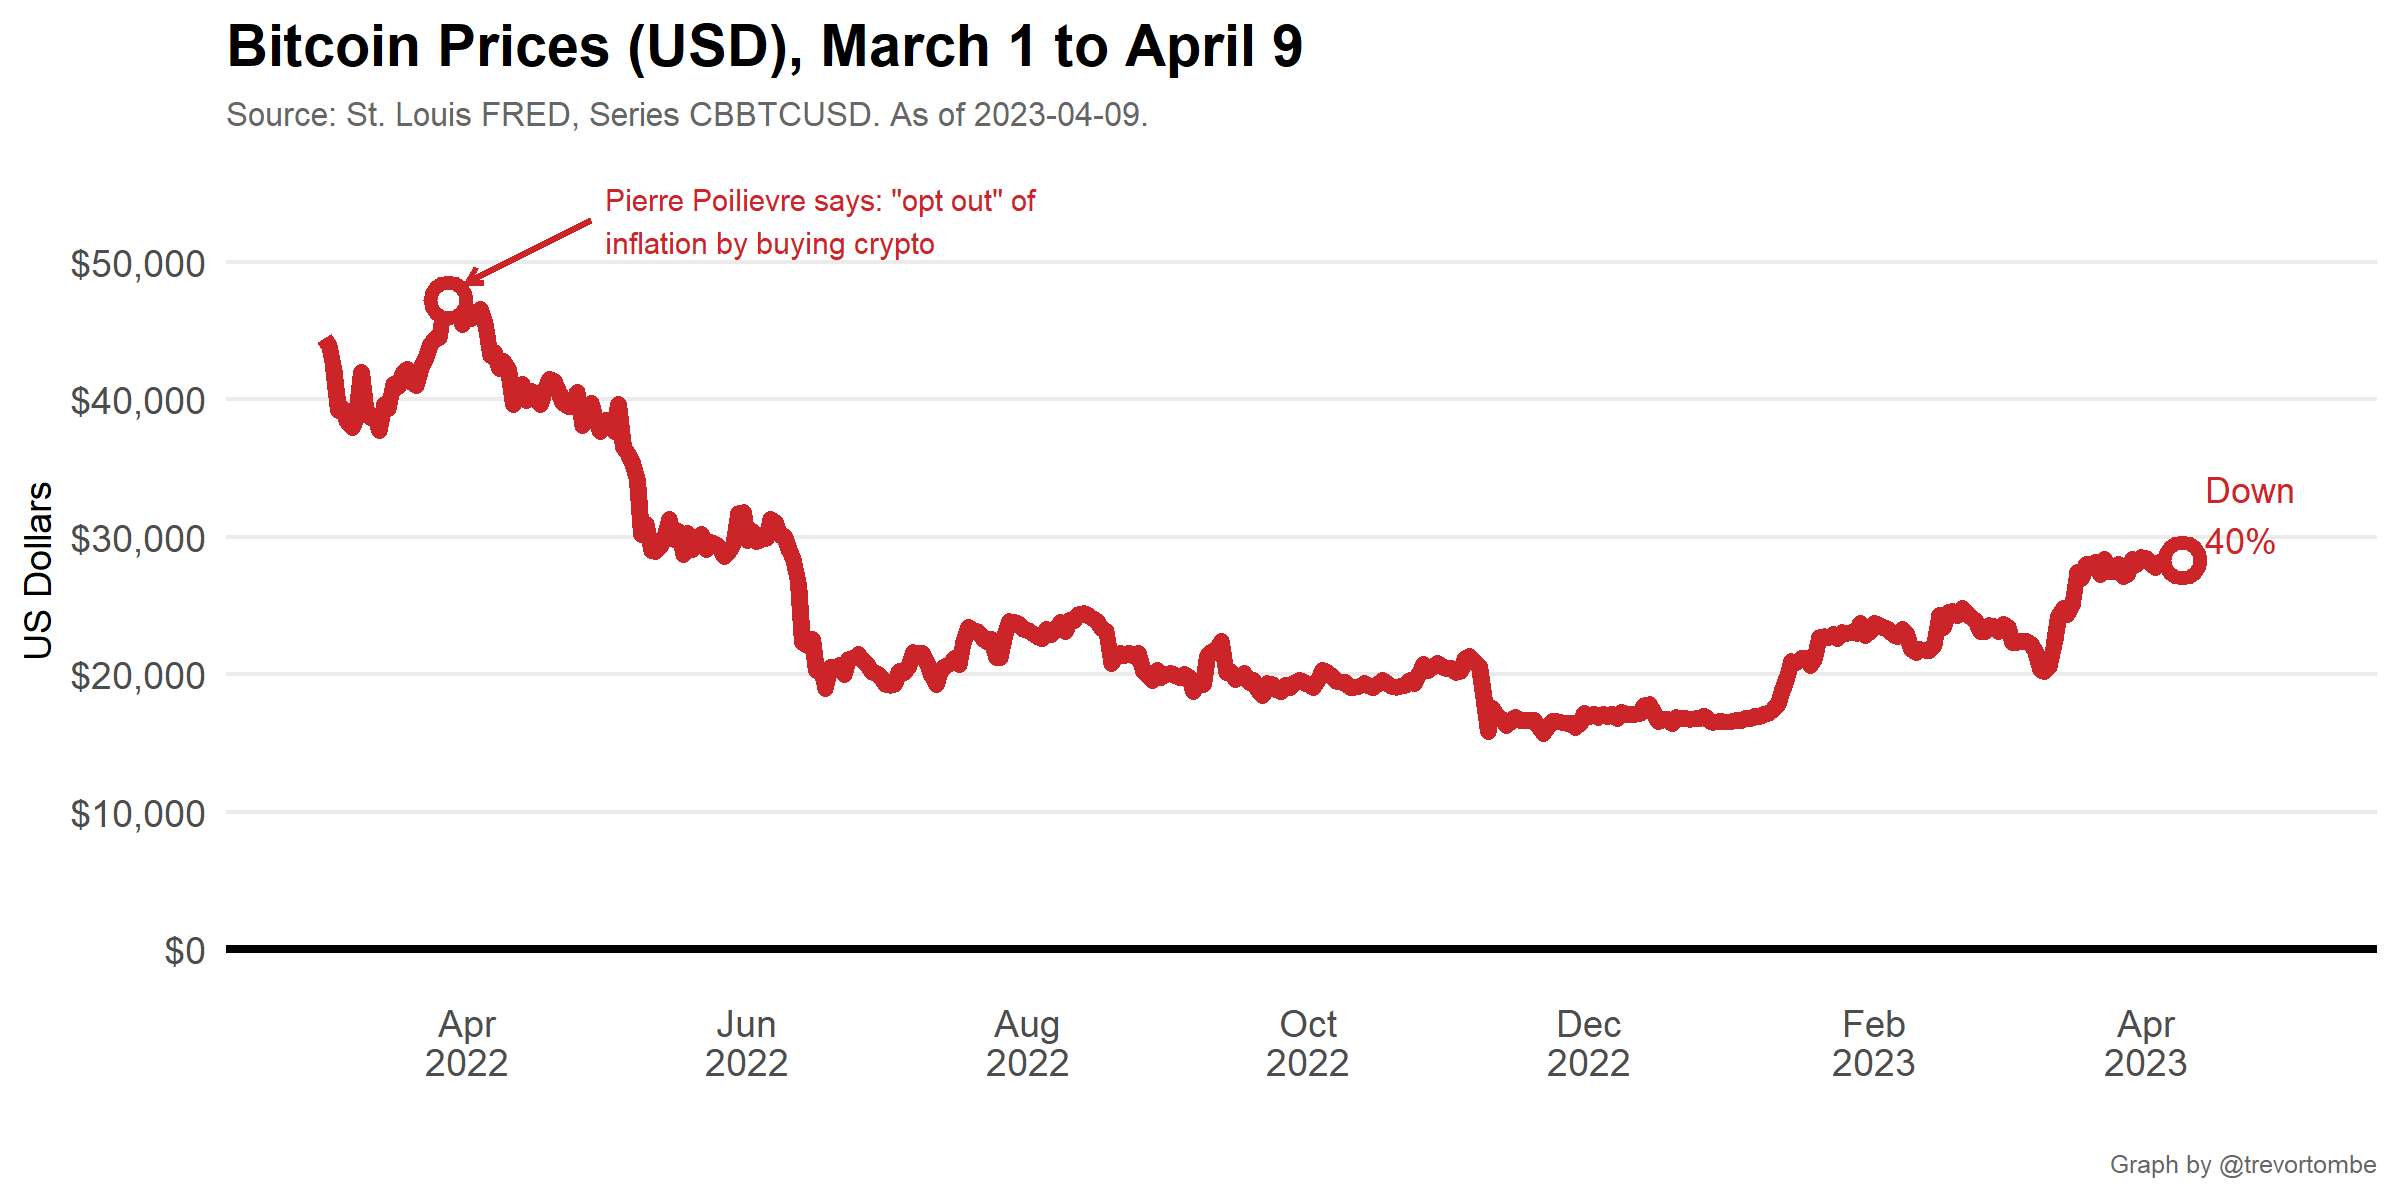 Bitcoin Prices (USD), March 1 to April 9
Source: St. Louis FRED, Series CBBTCUSD. As of 2023-04-09.
Pierre Poilievre says: "opt out" of
inflation by buying crypto
$50,000
$40,000
$30,000
$20,000
$10,000
$0
US Dollars
Down
40%
Apr
2022
Jun
2022
Aug
2022
Oct
2022
Dec
2022
Feb
2023
Apr
2023
Graph by @trevortombe